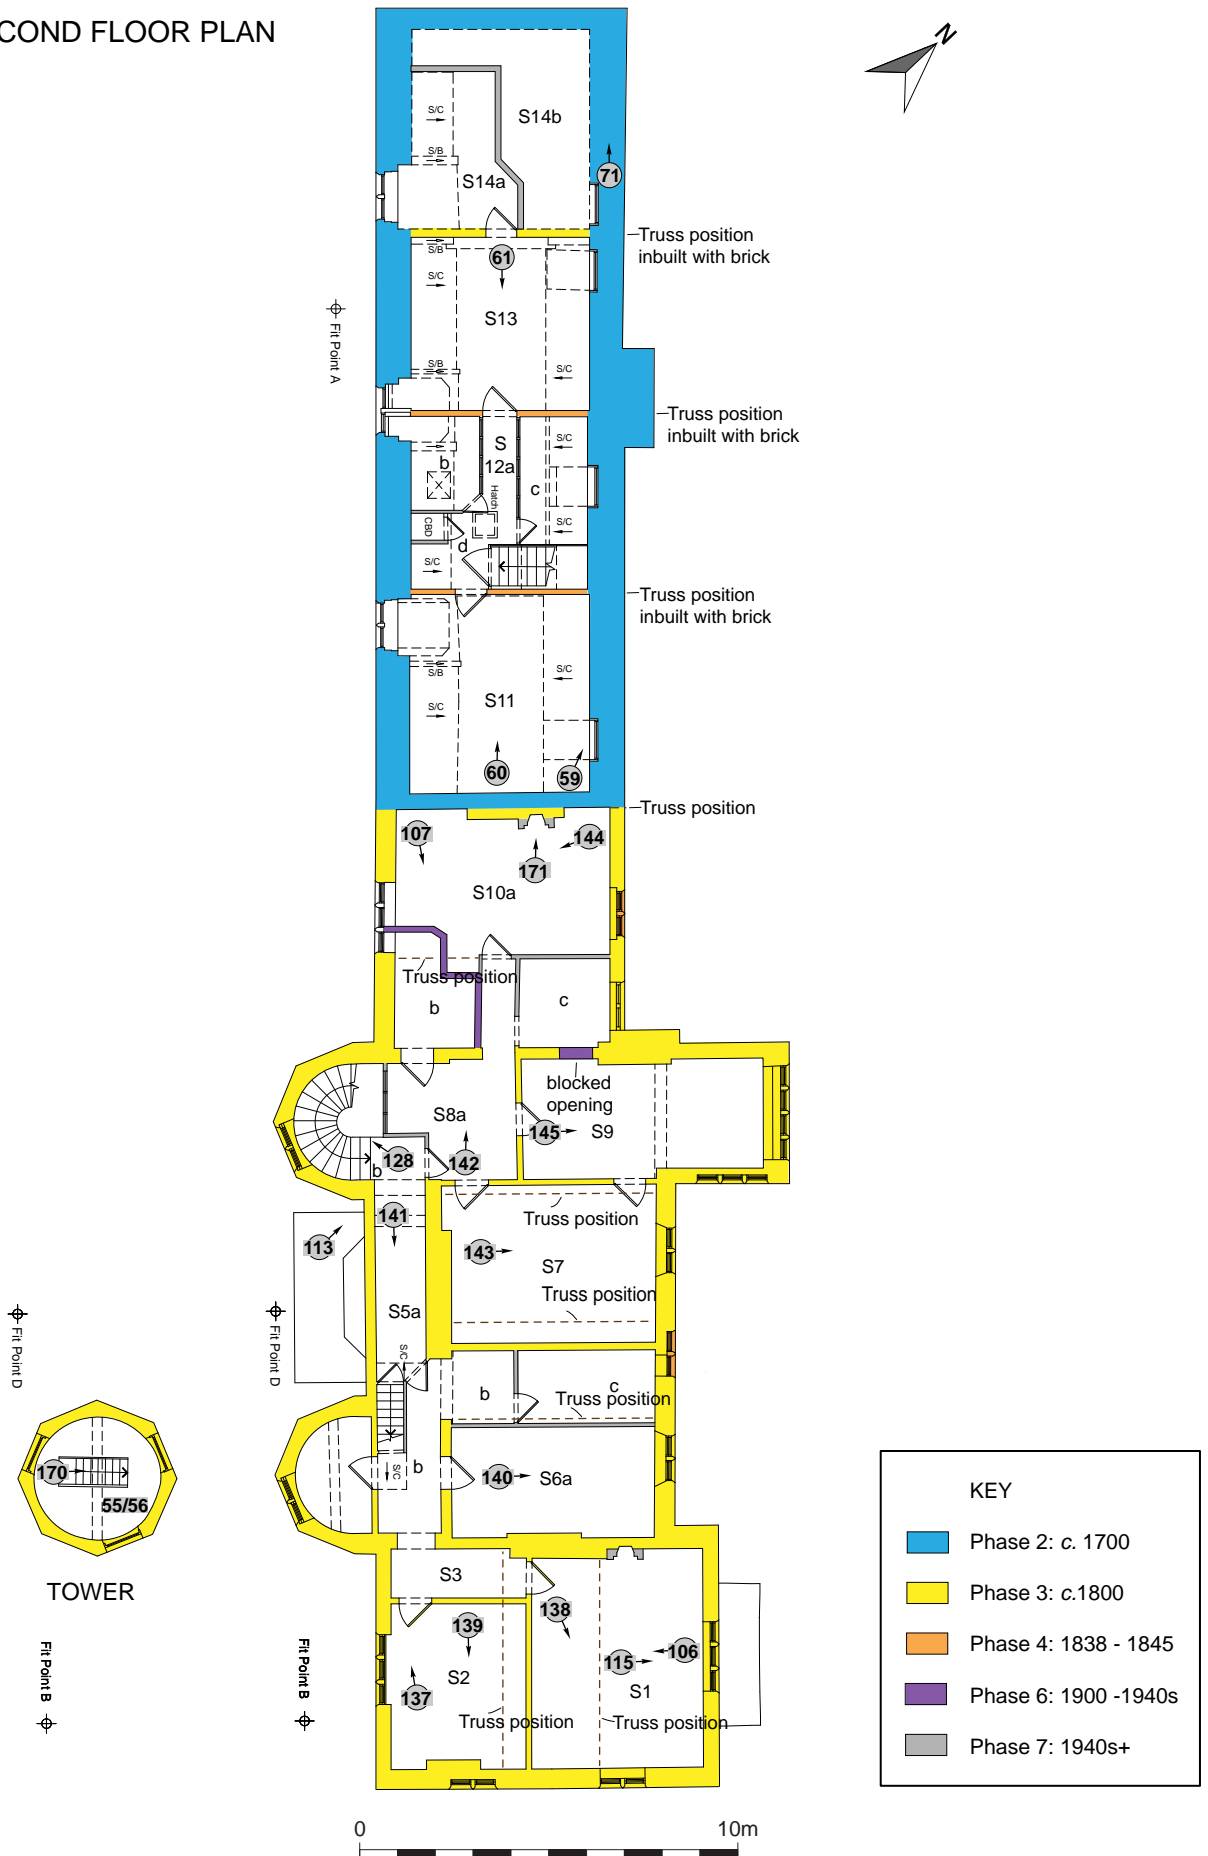 COND FLOOR PLAN
N
S/C
S14b
S/B
S14a
71
Truss position
inbuilt with brick
S/B
61
S/C
Fit Point A
S13
S/B
S/C
Truss position
inbuilt with brick
S
12a
S/C
b
c
X
Hatch
CBD
S/C
d
S/C
Truss position
inbuilt with brick
S/B
S/C
S11
S/C
60
59
Truss position
107
144
171
S10a
Truss position
b
c
blocked
opening
S8a
145
S9
128
142
b
141
Truss position
113
143
S7
Truss position
S5a
Fit Point D
Fit Point D
S/C
b
c
Truss position
170
55/56
S/C
b
140
S6a
TOWER
S3
138
139
115
106
137
S2
S1
Truss position
Truss position
Fit Point B
Fit Point B
KEY
Phase 2: c. 1700
Phase 3: c.1800
Phase 4: 1838 - 1845
Phase 6: 1900 -1940s
Phase 7: 1940s+
0
10m